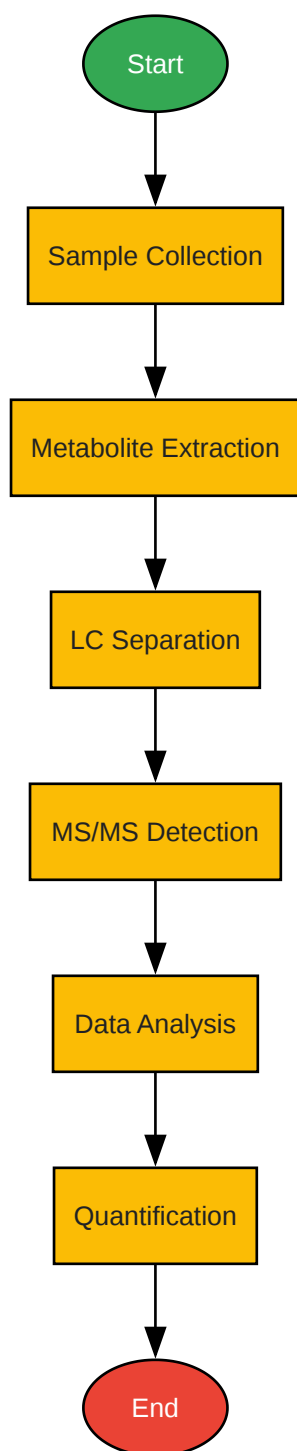 Start
Sample Collection
Metabolite Extraction
LC Separation
MS/MS Detection
Data Analysis
Quantification
End